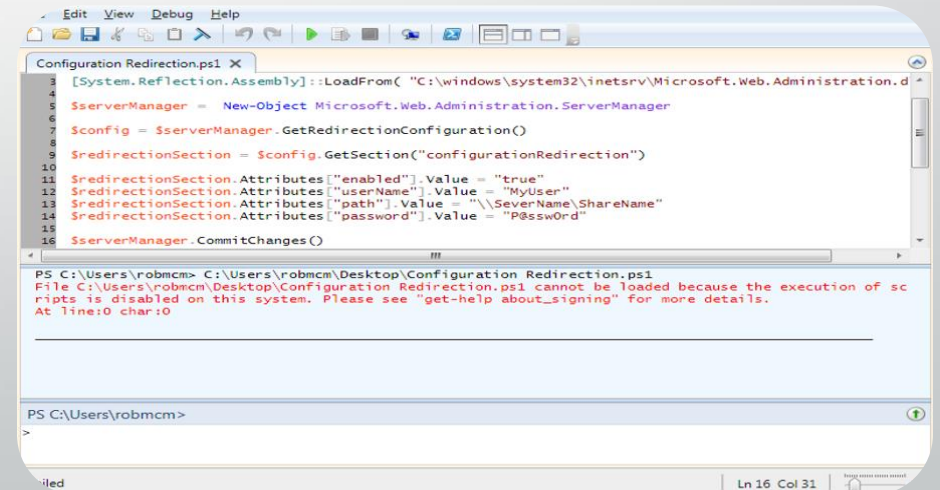 Edit View Debug Help
Configuration Redirection.ps1
3 [System.Reflection.Assembly]::LoadFrom( "C:\windows\system32\inetsrv\Microsoft.Web.Administration.d
4
5 $serverManager = New-Object Microsoft.Web.Administration.ServerManager
6
7 $config = $serverManager.GetRedirectionConfiguration()
8
9 $redirectionSection = $config.GetSection("configurationRedirection")
10
11 $redirectionSection.Attributes["enabled"].Value = "true"
12 $redirectionSection.Attributes["userName"].Value = "MyUser"
13 $redirectionSection.Attributes["path"].Value = "\\SeverName\ShareName"
14 $redirectionSection.Attributes["password"].Value = "P@ssw0rd"
15
16 $serverManager.CommitChanges()
PS C:\Users\robmcm> C:\Users\robmcm\Desktop\Configuration Redirection.ps1
File C:\Users\robmcm\Desktop\Configuration Redirection.ps1 cannot be loaded because the execution of sc
ripts is disabled on this system. Please see "get-help about_signing" for more details.
At line:0 char:0
PS C:\Users\robmcm>
>
iled
Ln 16 Col 31